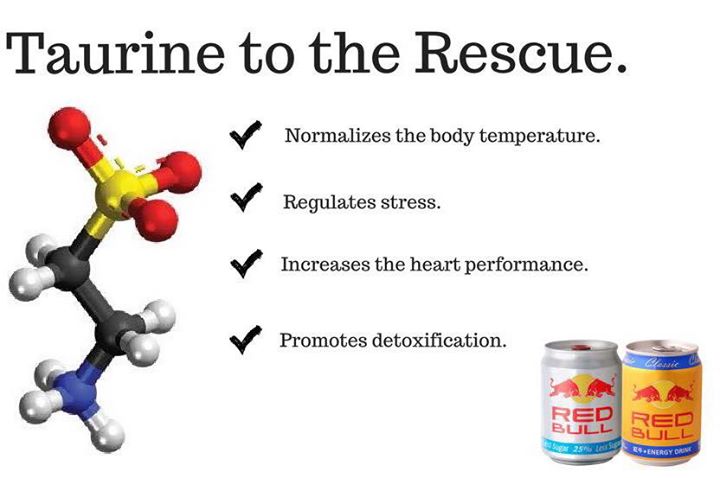 Taurine to the Rescue.
Normalizes the body temperature.
Regulates stress.
Increases the heart performance.
Promotes detoxification.
RED
BULL
Sugar 25% Less Sugar
Classic
RED
BULL
ENERGY DRINK